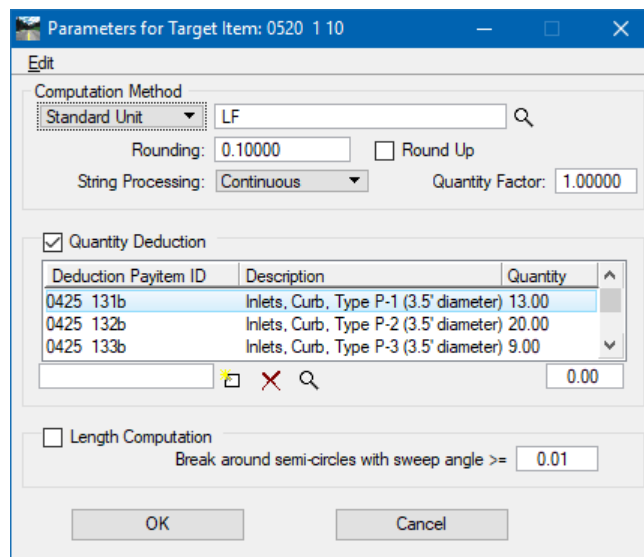 Parameters for Target Item: 0520 1 10
Edit
Computation Method
Standard Unit LF
Rounding: 0.10000 Round Up
String Processing: Continuous Quantity Factor: 1.00000
Quantity Deduction
Deduction Payitem ID Description Quantity
0425 131b Inlets, Curb, Type P-1 (3.5' diameter) 13.00
0425 132b Inlets, Curb, Type P-2 (3.5' diameter) 20.00
0425 133b Inlets, Curb, Type P-3 (3.5' diameter) 9.00
0.00
Length Computation
Break around semi-circles with sweep angle >= 0.01
OK Cancel